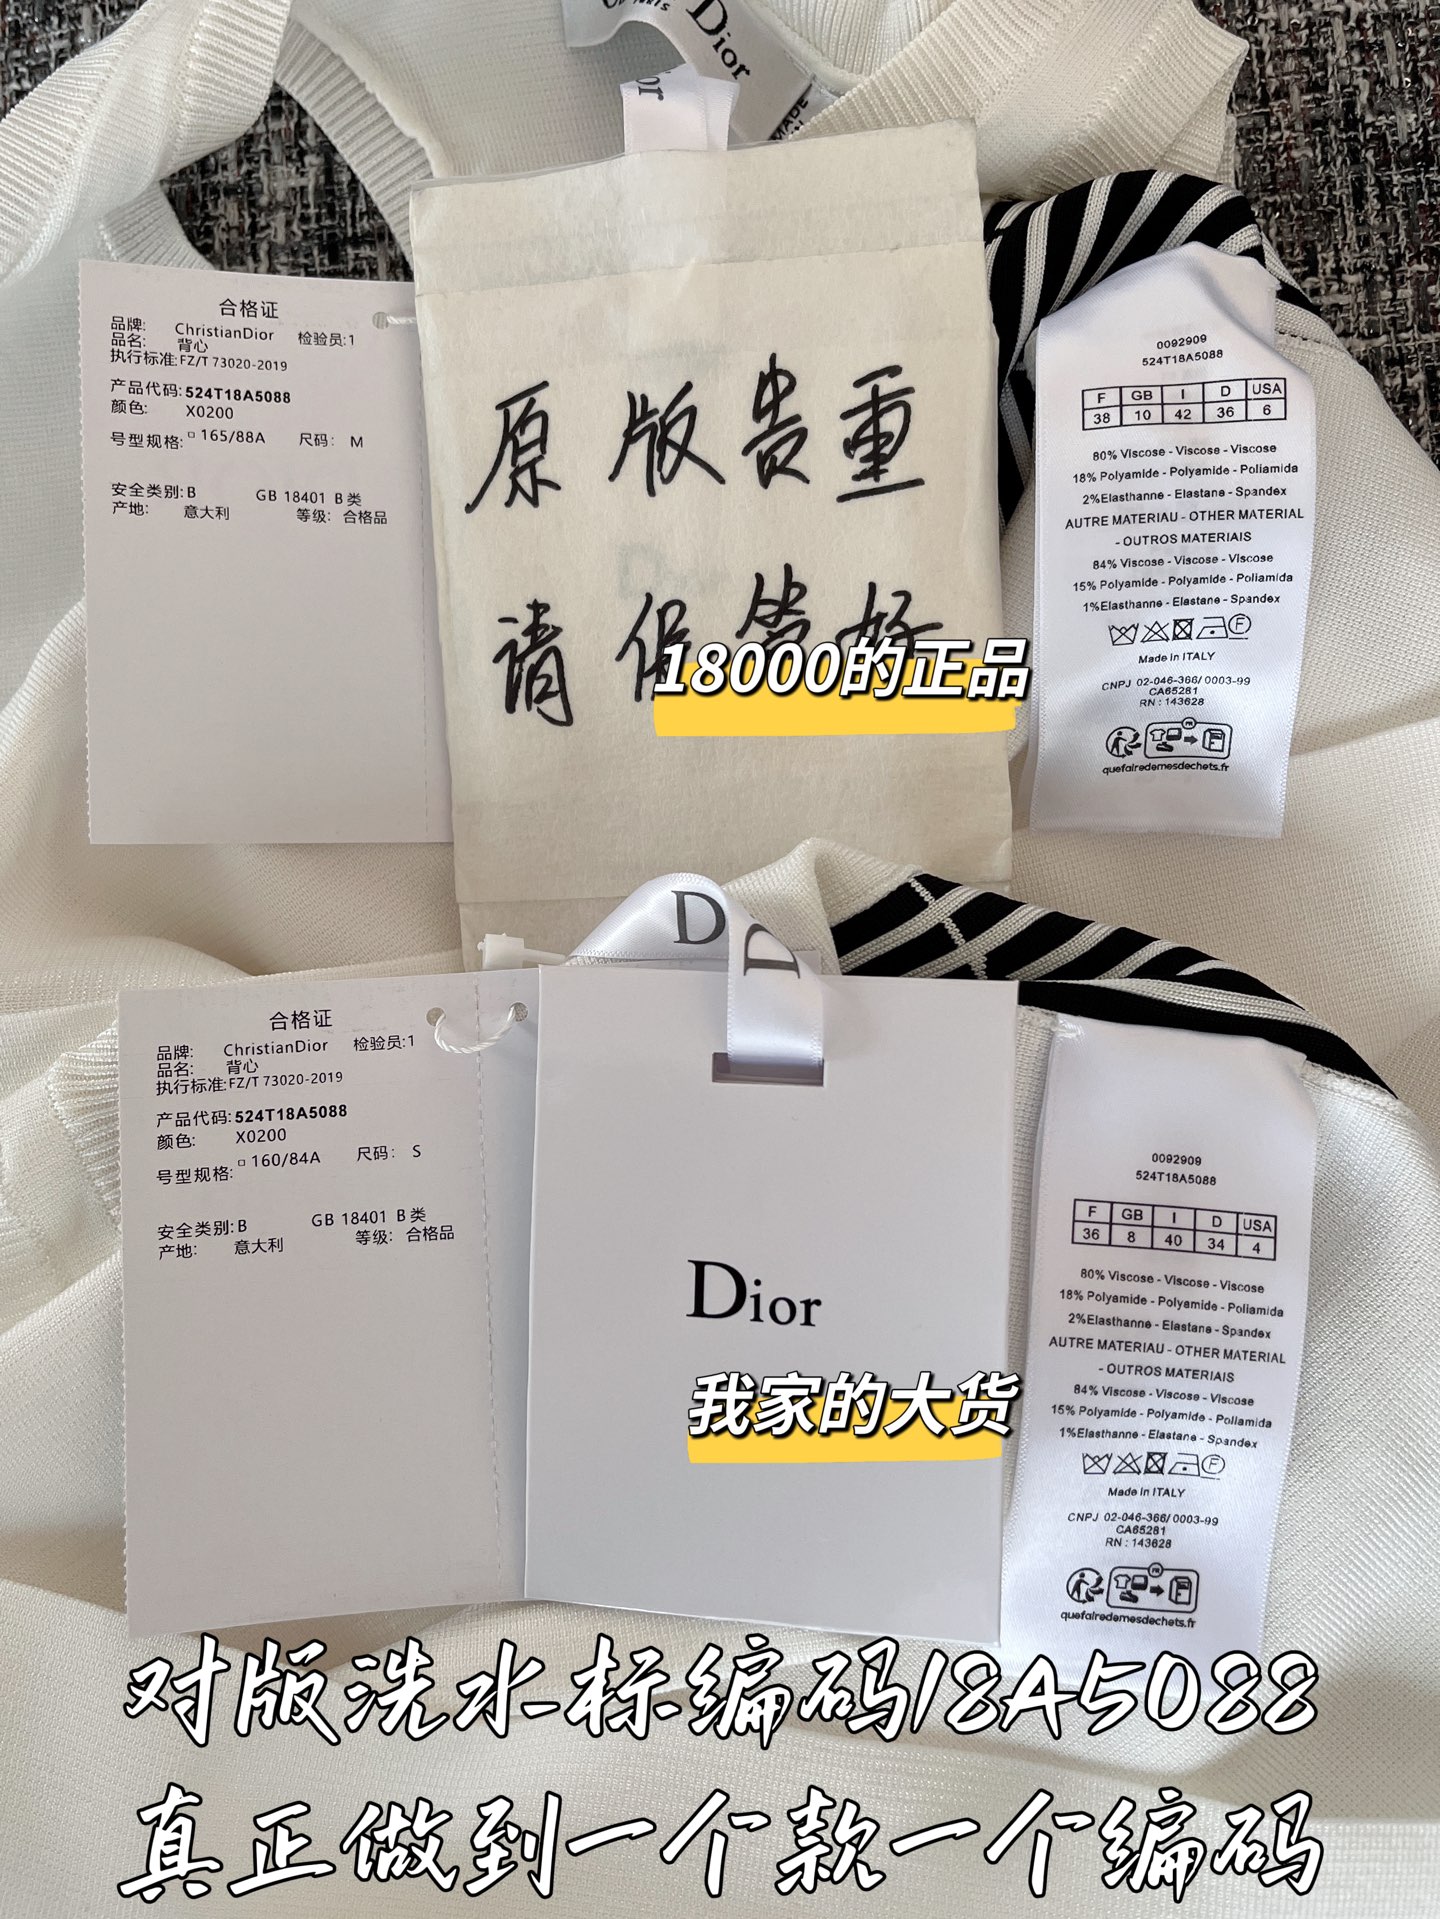 Dior
PARIS
Dior
or
MADE
IN
合格证
品牌: ChristianDior 检验员:1
品名: 背心
执行标准:FZ/T 73020-2019
产品代码:524T18A5088
颜色: X0200
号型规格:□165/88A 尺码: M
安全类别:B GB 18401 B类
产地: 意大利 等级: 合格品
原版贵重
请保管好
18000的正品
0092909
524T18A5088
F GB I D USA
38 10 42 36 6
80% Viscose - Viscose - Viscose
18% Polyamide - Polyamide - Poliamida
2%Elasthanne - Elastane - Spandex
AUTRE MATERIAU - OTHER MATERIAL
- OUTROS MATERIAIS
84% Viscose - Viscose - Viscose
15% Polyamide - Polyamide - Poliamida
1%Elasthanne - Elastane - Spandex
Made in ITALY
CNPJ 02-046-366/ 0003-99
CA65281
RN : 143628
FR
quefairedemesdechets.fr
D
D
合格证
品牌: ChristianDior 检验员:1
品名: 背心
执行标准:FZ/T 73020-2019
产品代码:524T18A5088
颜色: X0200
号型规格:□160/84A 尺码: S
安全类别:B GB 18401 B类
产地: 意大利 等级: 合格品
Dior
我家的大货
0092909
524T18A5088
F GB I D USA
36 8 40 34 4
80% Viscose - Viscose - Viscose
18% Polyamide - Polyamide - Poliamida
2%Elasthanne - Elastane - Spandex
AUTRE MATERIAU - OTHER MATERIAL
- OUTROS MATERIAIS
84% Viscose - Viscose - Viscose
15% Polyamide - Polyamide - Poliamida
1%Elasthanne - Elastane - Spandex
Made in ITALY
CNPJ 02-046-366/ 0003-99
CA65281
RN : 143628
FR
quefairedemesdechets.fr
对版洗水标编码18A5088
真正做到一个款一个编码